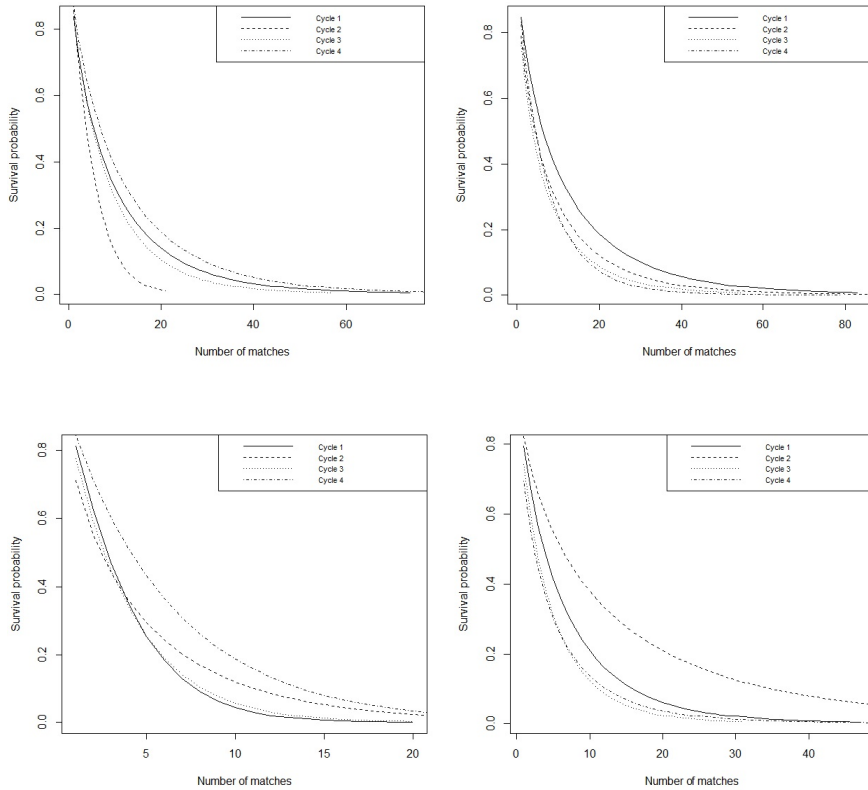 Cycle 1
Cycle 2
Cycle 3
Cycle 4
Survival probability
0.8
0.6
0.4
0.2
0.0
0 20 40 60
Number of matches
Cycle 1
Cycle 2
Cycle 3
Cycle 4
Survival probability
0.8
0.6
0.4
0.2
0.0
0 20 40 60 80
Number of matches
Cycle 1
Cycle 2
Cycle 3
Cycle 4
Survival probability
0.8
0.6
0.4
0.2
0.0
5 10 15 20
Number of matches
Cycle 1
Cycle 2
Cycle 3
Cycle 4
Survival probability
0.8
0.6
0.4
0.2
0.0
0 10 20 30 40
Number of matches